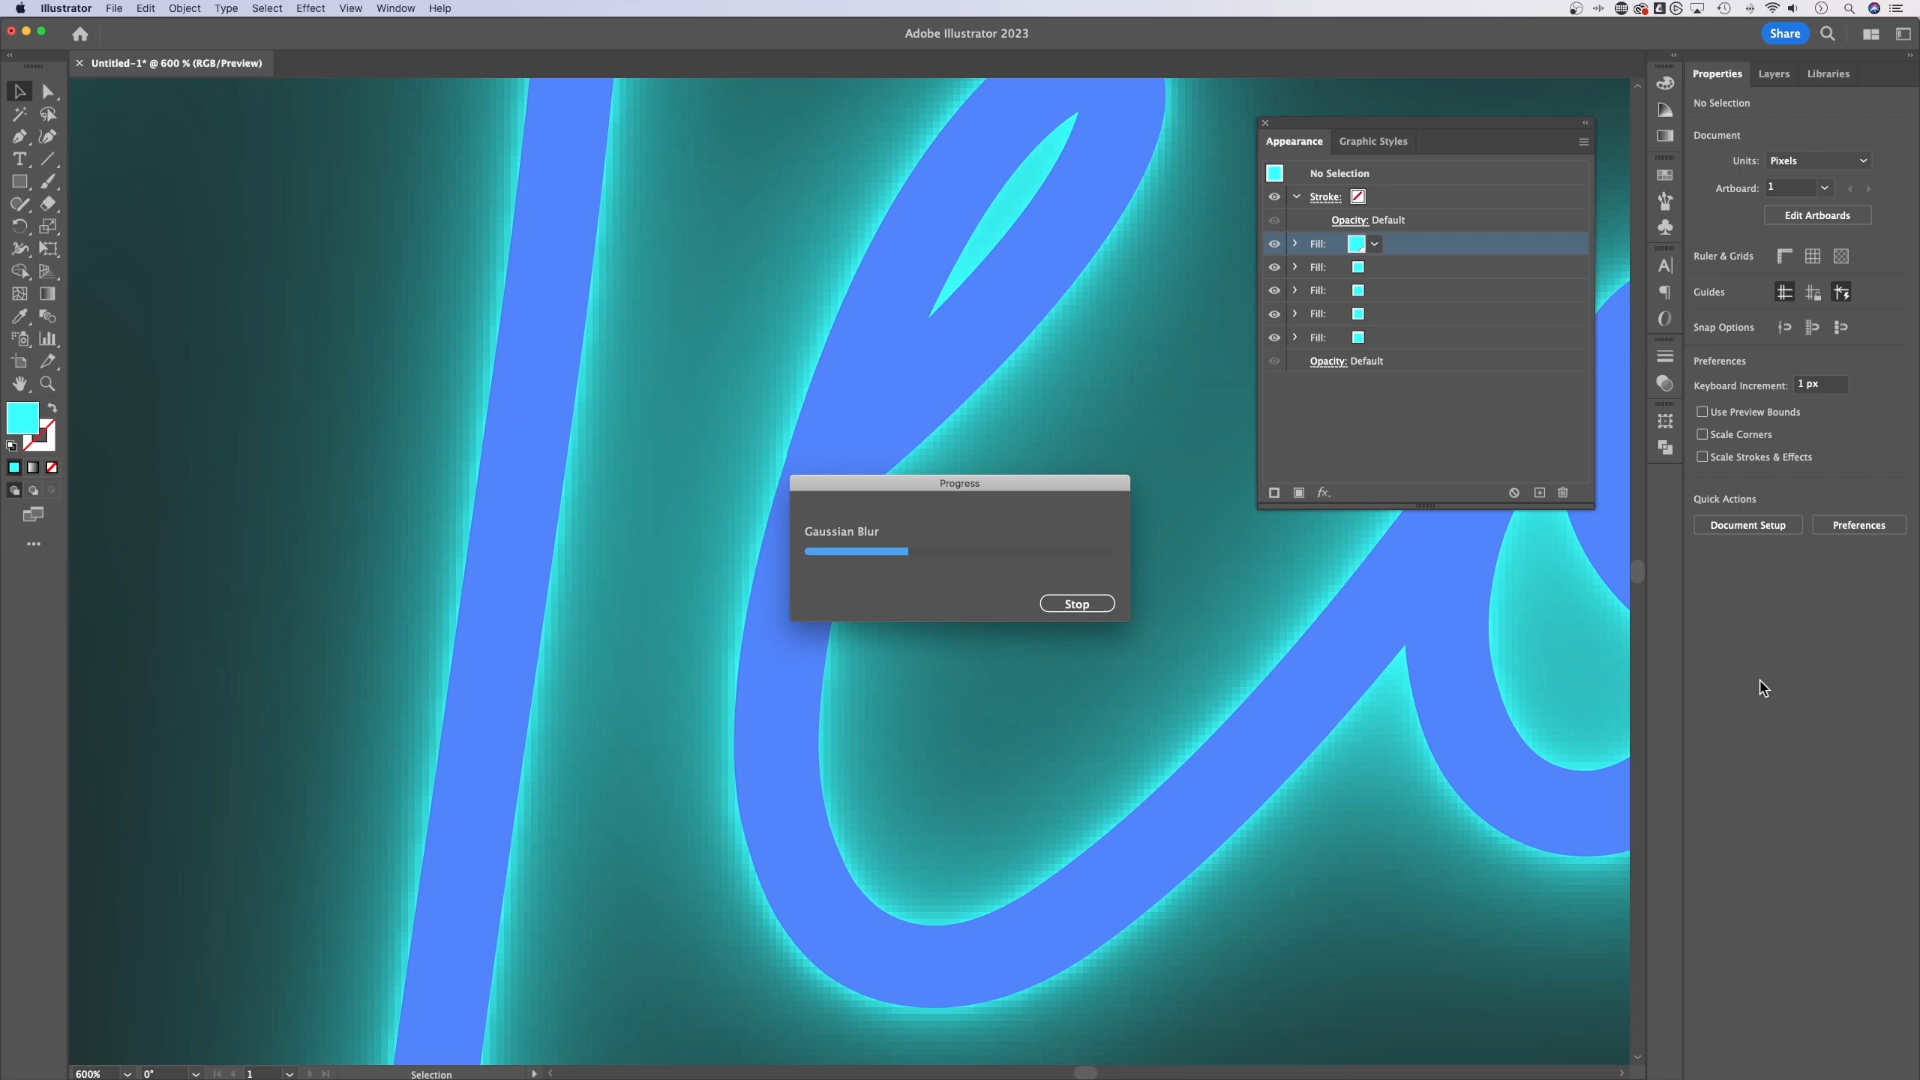 Illustrator File Edit Object Type Select Effect View Window Help
Adobe Illustrator 2023
Share
Untitled-1* @ 600 % (RGB/Preview)
Properties Layers Libraries
No Selection
Document
Units: Pixels
Artboard: 1
Edit Artboards
Ruler & Grids
Guides
Snap Options
Preferences
Keyboard Increment: 1 px
Use Preview Bounds
Scale Corners
Scale Strokes & Effects
Quick Actions
Document Setup Preferences
Appearance Graphic Styles
No Selection
Stroke:
Opacity: Default
Fill:
Fill:
Fill:
Fill:
Fill:
Opacity: Default
fx.
Progress
Gaussian Blur
Stop
600% 0° 1 Selection